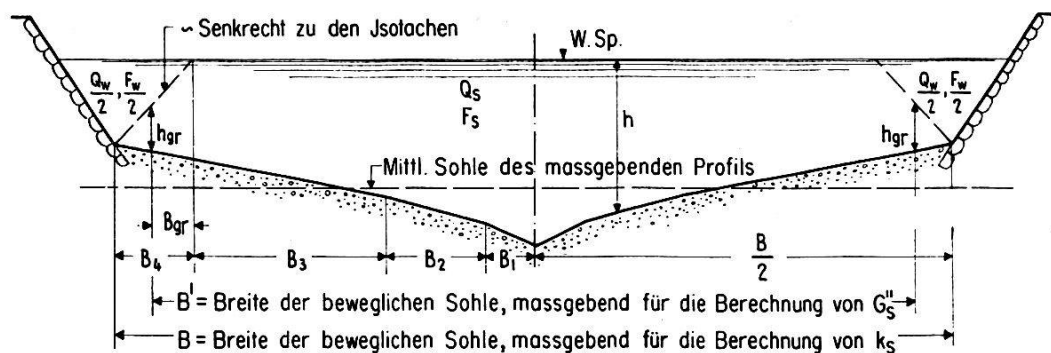 ~ Senkrecht zu den Jsotachen
W. Sp.
Qw/2, Fw/2
Qs
Fs
h
Qw/2, Fw/2
hgr
hgr
Mittl. Sohle des massgebenden Profils
Bgr
B4
B3
B2
B1
B/2
B' = Breite der beweglichen Sohle, massgebend für die Berechnung von Gs"
B = Breite der beweglichen Sohle, massgebend für die Berechnung von ks